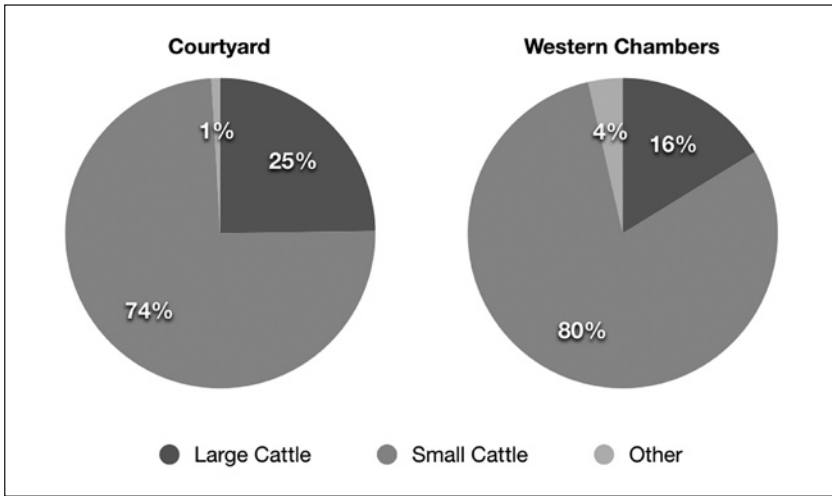 Courtyard
Western Chambers
1%
25%
74%
4%
16%
80%
Large Cattle
Small Cattle
Other